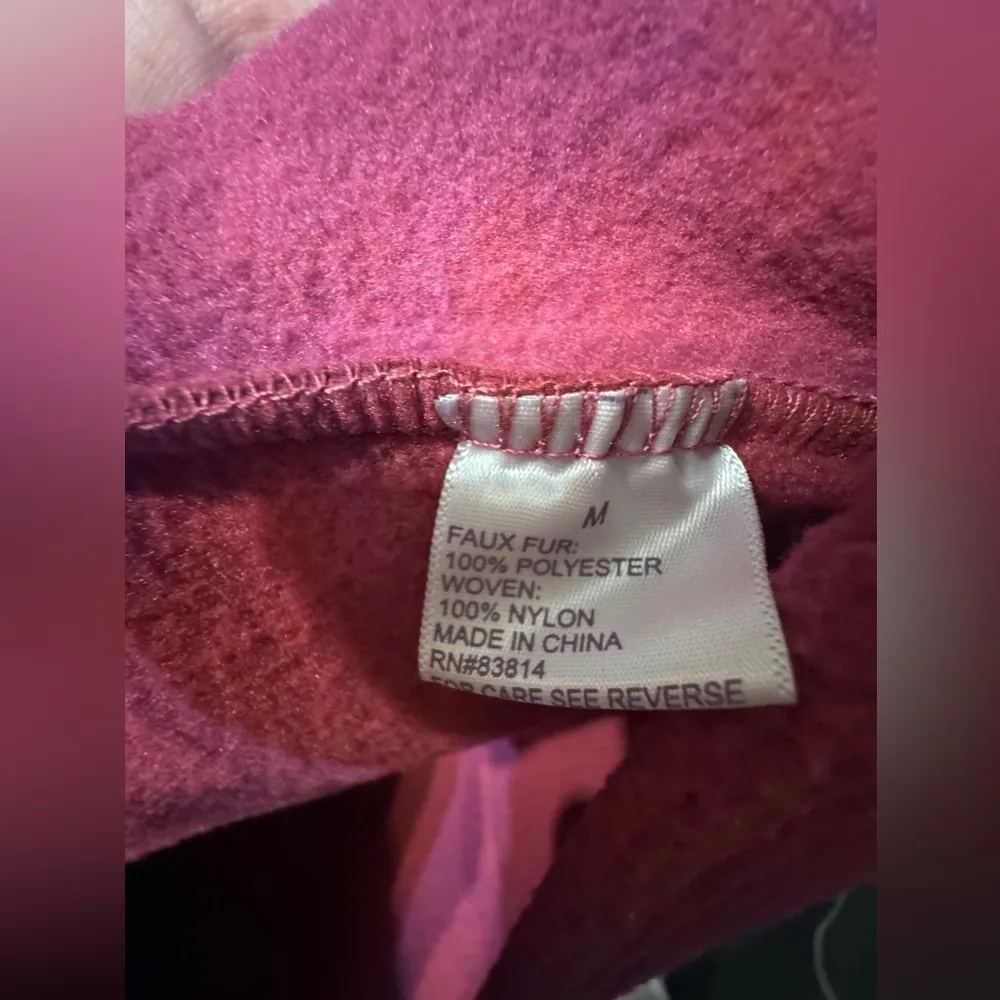 M
FAUX FUR:
100% POLYESTER
WOVEN:
100% NYLON
MADE IN CHINA
RN#83814
FOR CARE SEE REVERSE